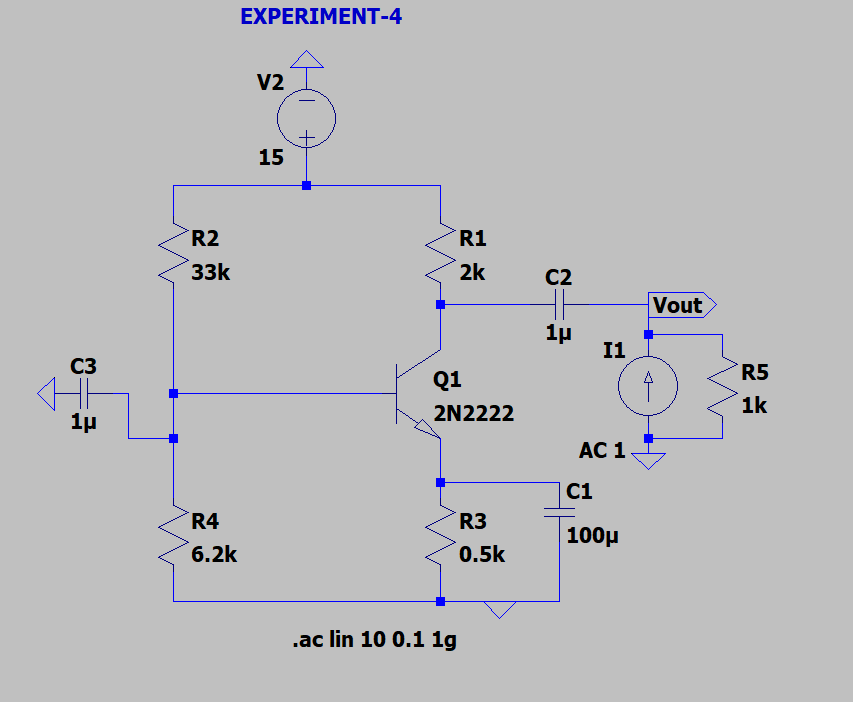 EXPERIMENT-4
V2
15
R2
33k
R1
2k
C2
1µ
Vout
I1
AC 1
R5
1k
C3
1µ
Q1
2N2222
R4
6.2k
R3
0.5k
C1
100µ
.ac lin 10 0.1 1g